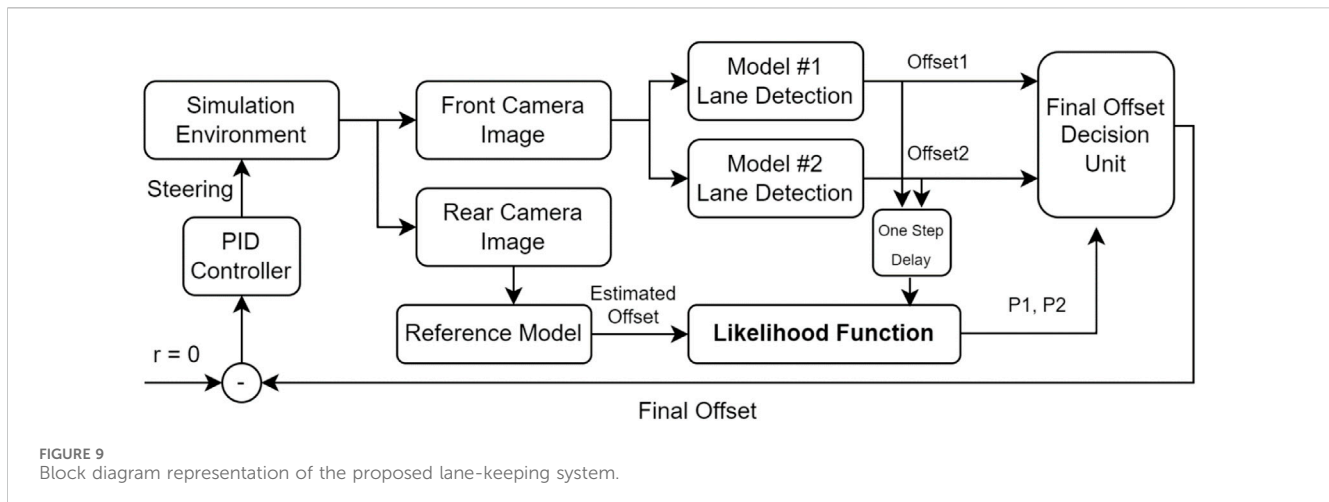 Simulation
Environment
Steering
PID
Controller
r = 0
-
Front Camera
Image
Rear Camera
Image
Reference Model
Estimated
Offset
Model #1
Lane Detection
Model #2
Lane Detection
Offset1
Offset2
One Step
Delay
Likelihood Function
P1, P2
Final Offset
Decision
Unit
Final Offset
FIGURE 9
Block diagram representation of the proposed lane-keeping system.